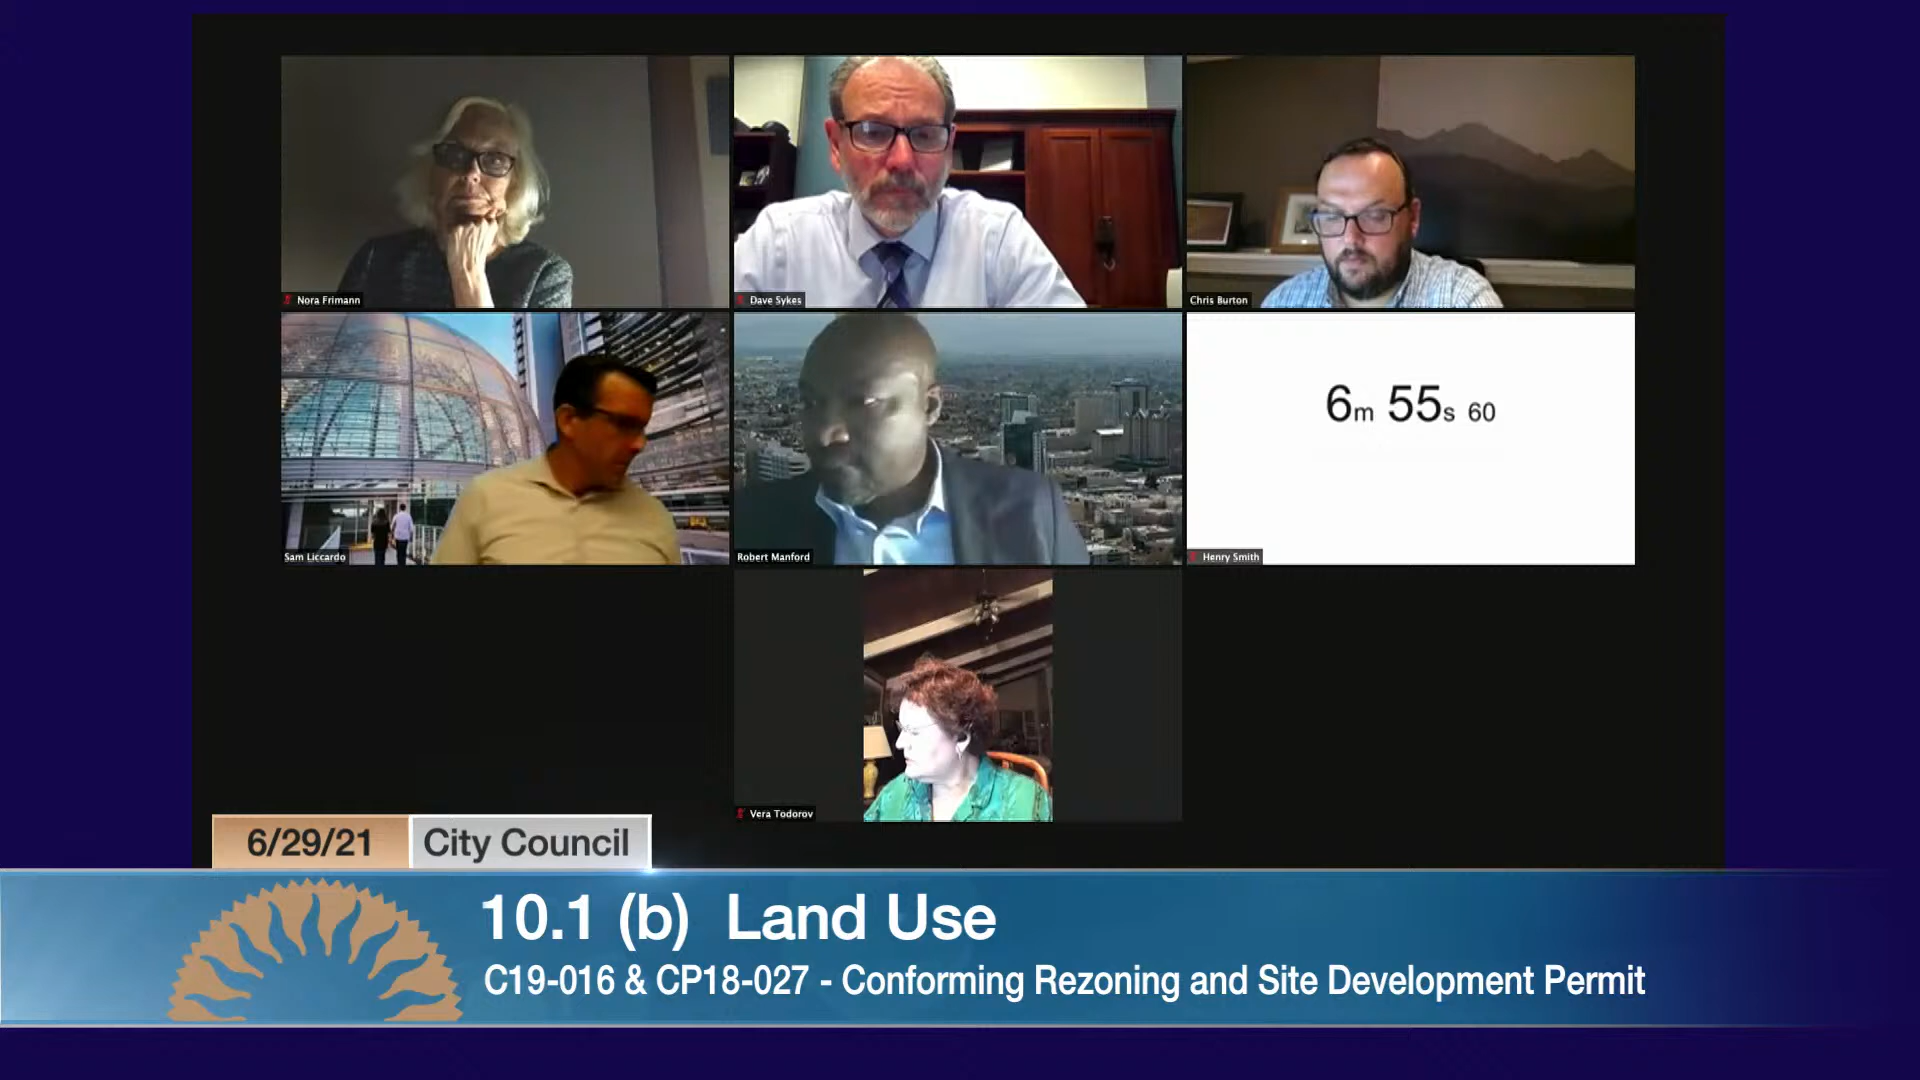 Nora Frimann
Dave Sykes
Chris Burton
Sam Liccardo
Robert Manford
6m 55s 60
Henry Smith
Vera Todorov
6/29/21 City Council
10.1 (b) Land Use
C19-016 & CP18-027 - Conforming Rezoning and Site Development Permit